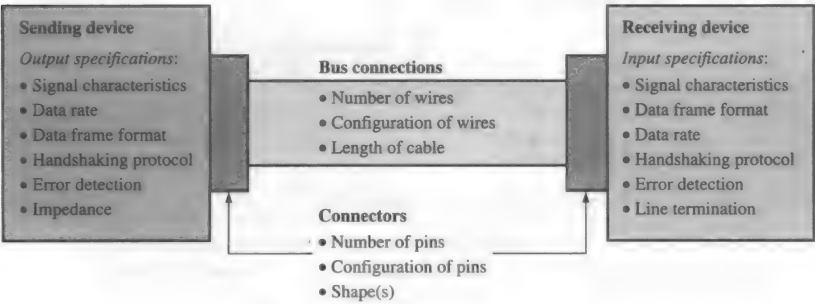 Sending device
Output specifications:
• Signal characteristics
• Data rate
• Data frame format
• Handshaking protocol
• Error detection
• Impedance
Bus connections
• Number of wires
• Configuration of wires
• Length of cable
Connectors
• Number of pins
• Configuration of pins
• Shape(s)
Receiving device
Input specifications:
• Signal characteristics
• Data frame format
• Data rate
• Handshaking protocol
• Error detection
• Line termination